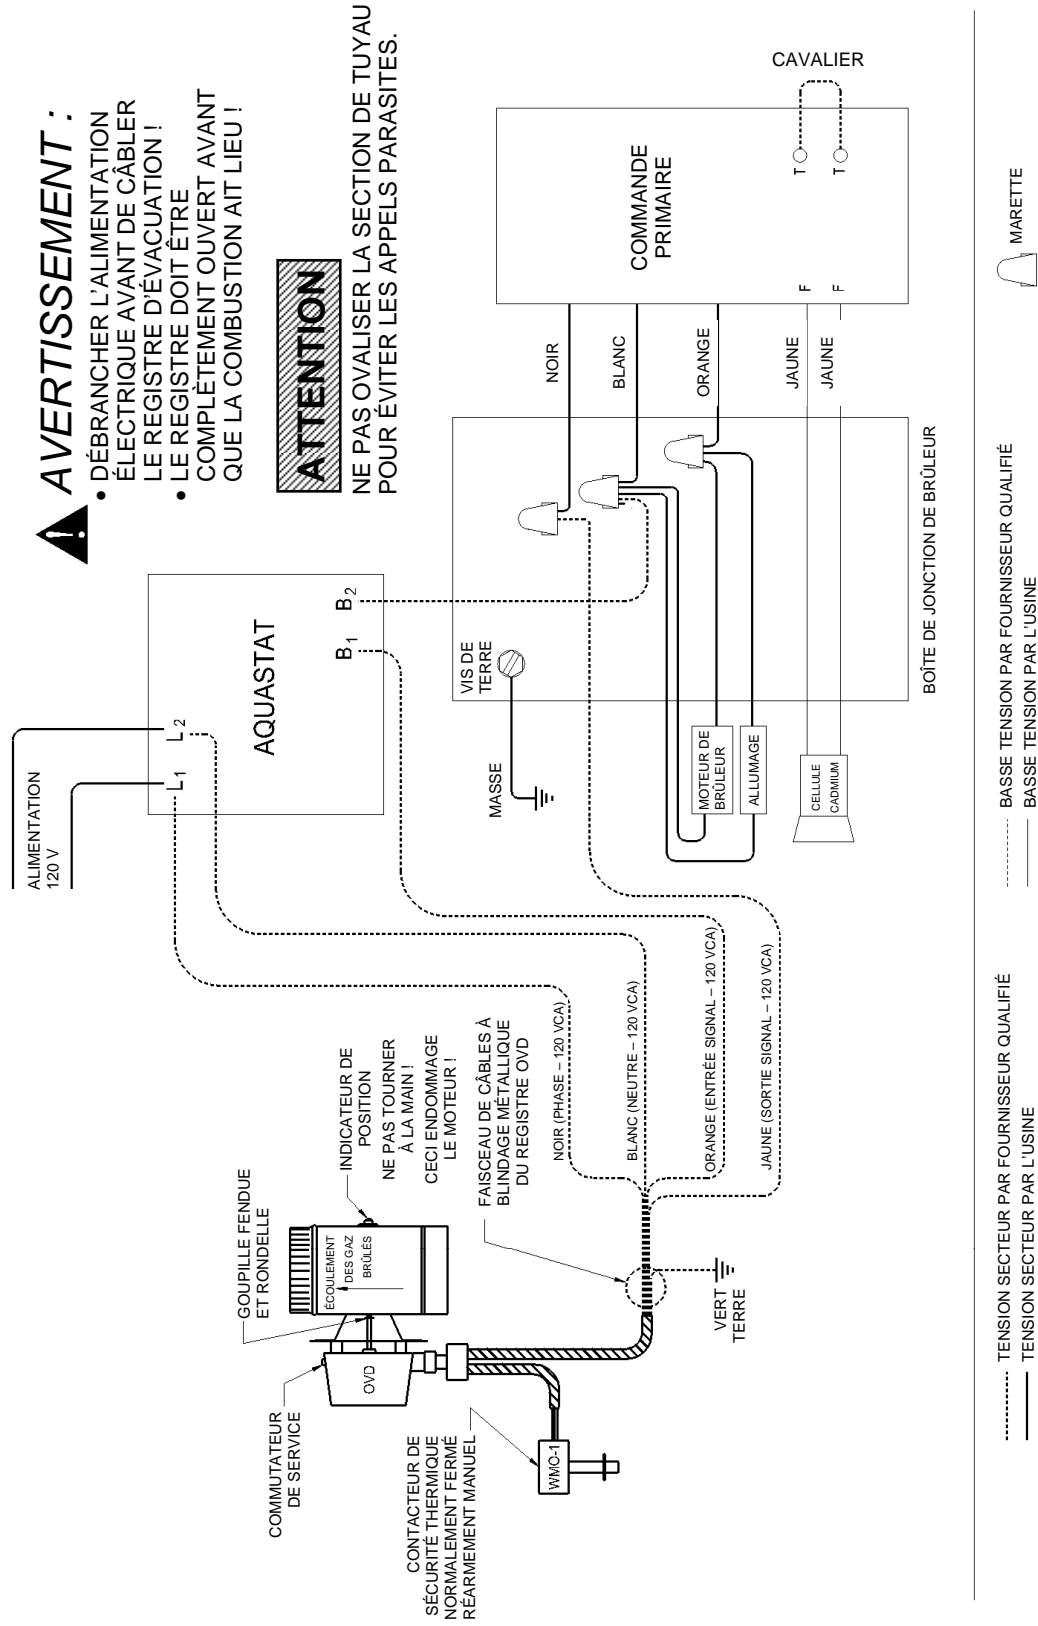 AVERTISSEMENT :
• DÉBRANCHER L'ALIMENTATION
ÉLECTRIQUE AVANT DE CÂBLER
LE REGISTRE D'ÉVACUATION !
• LE REGISTRE DOIT ÊTRE
COMPLÈTEMENT OUVERT AVANT
QUE LA COMBUSTION AIT LIEU !
ATTENTION
NE PAS OVALISER LA SECTION DE TUYAU
POUR ÉVITER LES APPELS PARASITES.
ALIMENTATION
120 V
L1
L2
AQUASTAT
B1
B2
COMMANDE
PRIMAIRE
CAVALIER
T
T
F
F
NOIR
BLANC
ORANGE
JAUNE
JAUNE
VIS DE
TERRE
MASSE
MOTEUR DE
BRÛLEUR
ALLUMAGE
CELLULE
CADMIUM
BOÎTE DE JONCTION DE BRÛLEUR
GOUPILLE FENDUE
ET RONDELLE
INDICATEUR DE
POSITION
NE PAS TOURNER
À LA MAIN !
CECI ENDOMMAGE
LE MOTEUR !
ÉCOULEMENT
DES GAZ
BRÛLÉS
OVD
COMMUTATEUR
DE SERVICE
CONTACTEUR DE
SÉCURITÉ THERMIQUE
NORMALEMENT FERMÉ
RÉARMEMENT MANUEL
WMO-1
FAISCEAU DE CÂBLES À
BLINDAGE MÉTALLIQUE
DU REGISTRE OVD
NOIR (PHASE – 120 VCA)
BLANC (NEUTRE – 120 VCA)
ORANGE (ENTRÉE SIGNAL – 120 VCA)
JAUNE (SORTIE SIGNAL – 120 VCA)
VERT
TERRE
TENSION SECTEUR PAR FOURNISSEUR QUALIFIÉ
TENSION SECTEUR PAR L'USINE
BASSE TENSION PAR FOURNISSEUR QUALIFIÉ
BASSE TENSION PAR L'USINE
MARETTE